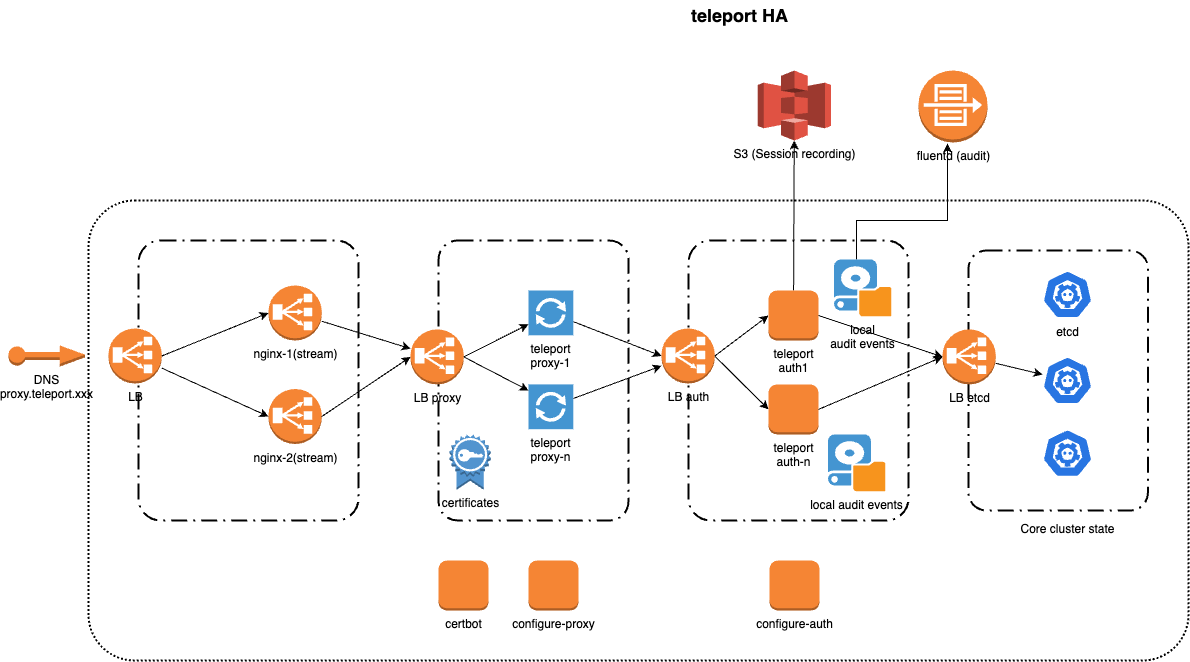 teleport HA
S3 (Session recording)
fluentd (audit)
DNS
proxy.teleport.xxx
LB
nginx-1(stream)
nginx-2(stream)
LB proxy
teleport
proxy-1
teleport
proxy-n
certificates
LB auth
teleport
auth1
local
audit events
teleport
auth-n
local audit events
LB etcd
etcd
Core cluster state
certbot
configure-proxy
configure-auth